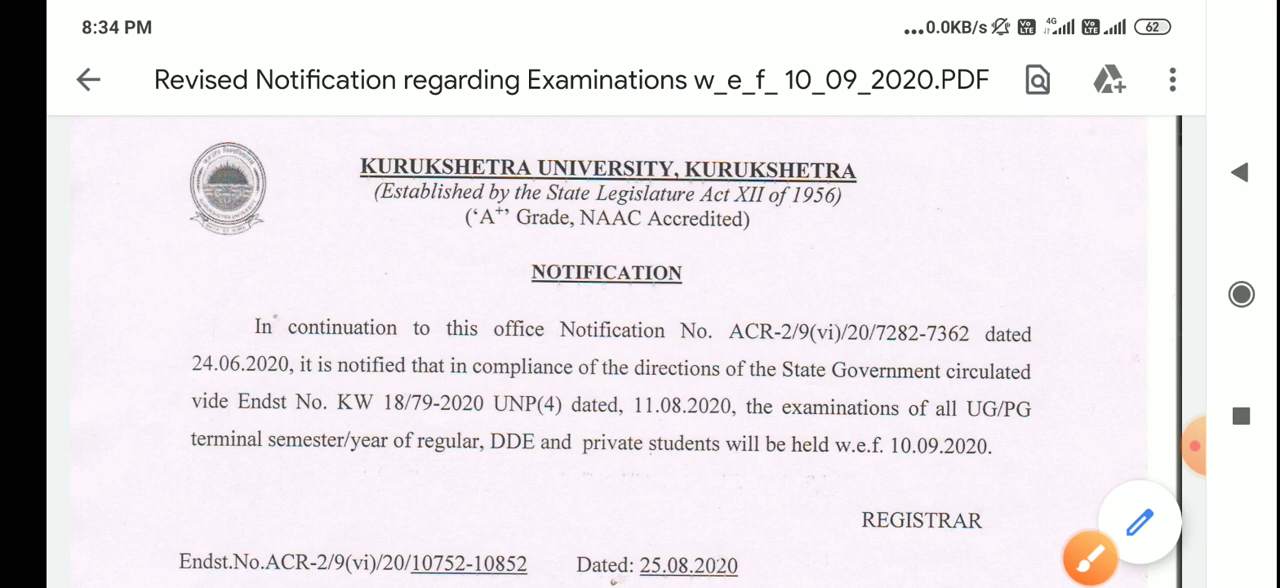 8:34 PM
...0.0KB/s Vo LTE 4G Vo LTE 62
Revised Notification regarding Examinations w_e_f_ 10_09_2020.PDF
KURUKSHETRA UNIVERSITY, KURUKSHETRA
(Established by the State Legislature Act XII of 1956)
('A+' Grade, NAAC Accredited)
NOTIFICATION
In continuation to this office Notification No. ACR-2/9(vi)/20/7282-7362 dated
24.06.2020, it is notified that in compliance of the directions of the State Government circulated
vide Endst No. KW 18/79-2020 UNP(4) dated, 11.08.2020, the examinations of all UG/PG
terminal semester/year of regular, DDE and private students will be held w.e.f. 10.09.2020.
REGISTRAR
Endst.No.ACR-2/9(vi)/20/10752-10852 Dated: 25.08.2020